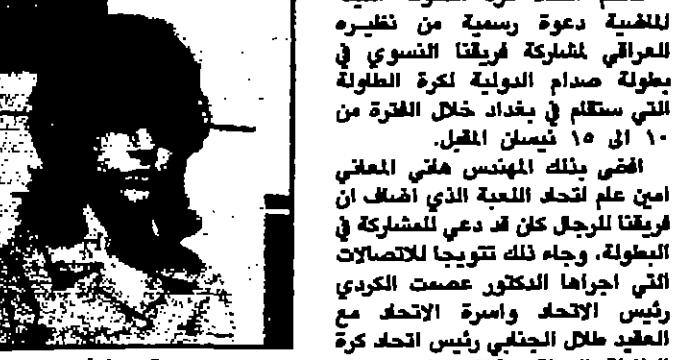 الماضية دعوة رسمية من نظيره
العراقي لمشاركة فريقنا النسوي في
بطولة صدام الدولية لكرة الطاولة
التي ستقام في بغداد خلال الفترة من
١٠ الى ١٥ نيسان المقبل.
افضى بذلك المهندس هاني المعاني
امين عام اتحاد اللعبة الذي اضاف ان
فريقنا للرجال كان قد دعي للمشاركة في
البطولة، وجاء ذلك تتويجا للاتصالات
التي اجراها الدكتور عصمت الكردي
رئيس الاتحاد واسرة الاتحاد مع
العقيد طلال الجنابي رئيس اتحاد كرة